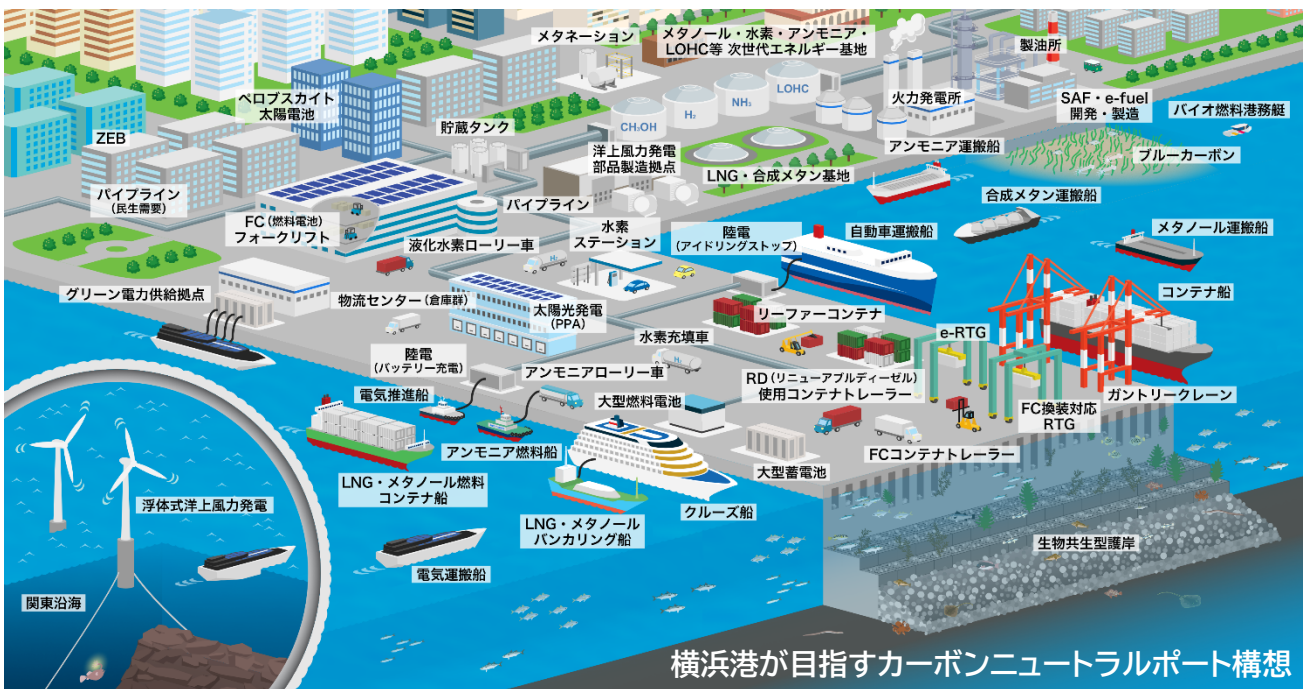 メタネーション
メタノール・水素・アンモニア・
LOHC等 次世代エネルギー基地
製油所
ペロブスカイト
太陽電池
ZEB
貯蔵タンク
CH₃OH
H₂
NH₃
LOHC
火力発電所
SAF・e-fuel
開発・製造
バイオ燃料港務艇
洋上風力発電
部品製造拠点
LNG・合成メタン基地
アンモニア運搬船
ブルーカーボン
パイプライン
(民生需要)
パイプライン
合成メタン運搬船
FC(燃料電池)
フォークリフト
液化水素ローリー車
H₂
水素
ステーション
陸電
(アイドリングストップ)
自動車運搬船
メタノール運搬船
グリーン電力供給拠点
物流センター(倉庫群)
太陽光発電
(PPA)
リーファーコンテナ
コンテナ船
e-RTG
水素充填車
H₂
陸電
(バッテリー充電)
アンモニアローリー車
RD(リニューアブルディーゼル)
使用コンテナトレーラー
電気推進船
大型燃料電池
FC換装対応
RTG
ガントリークレーン
アンモニア燃料船
FCコンテナトレーラー
大型蓄電池
LNG・メタノール燃料
コンテナ船
クルーズ船
LNG・メタノール
バンカリング船
浮体式洋上風力発電
電気運搬船
生物共生型護岸
関東沿海
横浜港が目指すカーボンニュートラルポート構想